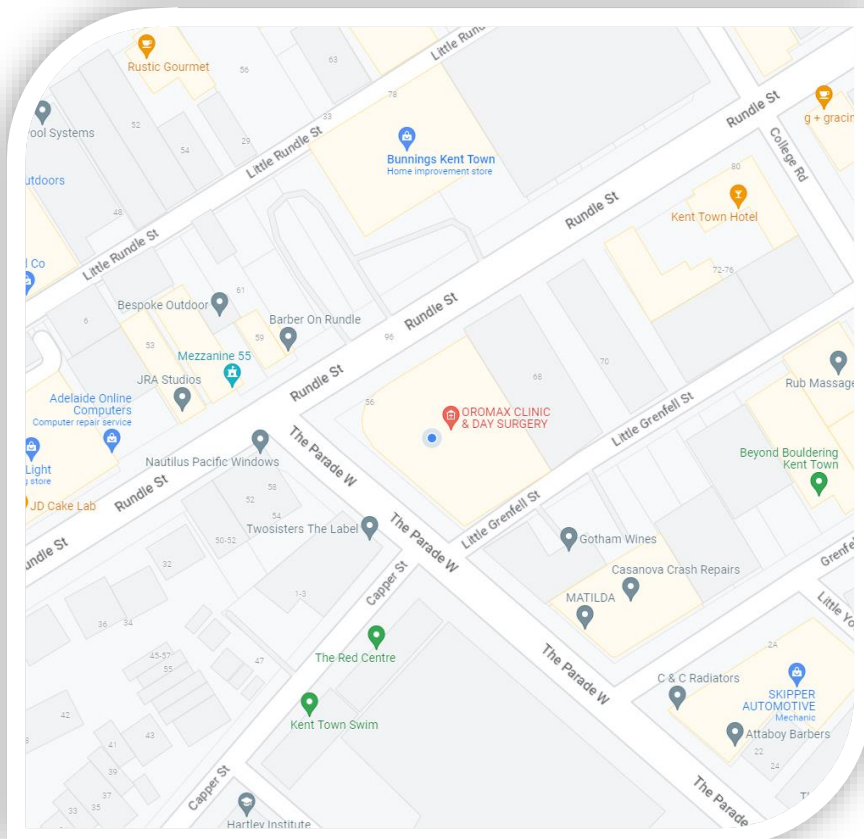 Little Rund
Rustic Gourmet
56
63
78
ool Systems
52
33
54
29
Little Rundle St
Bunnings Kent Town
Home improvement store
Rundle St
g + gracin
College Rd
80
Kent Town Hotel
utdoors
48
Rundle St
Little Rundle St
l Co
72-76
Bespoke Outdoor
61
6
Barber On Rundle
59
Rundle St
96
53
Mezzanine 55
JRA Studios
Rundle St
70
68
Rub Massage
Adelaide Online
Computers
Computer repair service
56
OROMAX CLINIC
& DAY SURGERY
Little Grenfell St
Light
g store
Nautilus Pacific Windows
The Parade W
Beyond Bouldering
Kent Town
JD Cake Lab
Rundle St
58
52
54
Twosisters The Label
50-52
The Parade W
Little Grenfell St
Gotham Wines
undle St
32
Capper St
Casanova Crash Repairs
Grenfe
1-3
MATILDA
Little Yo
36
34
45-57
55
47
The Red Centre
The Parade W
2A
C & C Radiators
SKIPPER
AUTOMOTIVE
Mechanic
42
43
41
Kent Town Swim
Attaboy Barbers
22
24
39
37
35
33
Capper St
The Parade
Hartley Institute